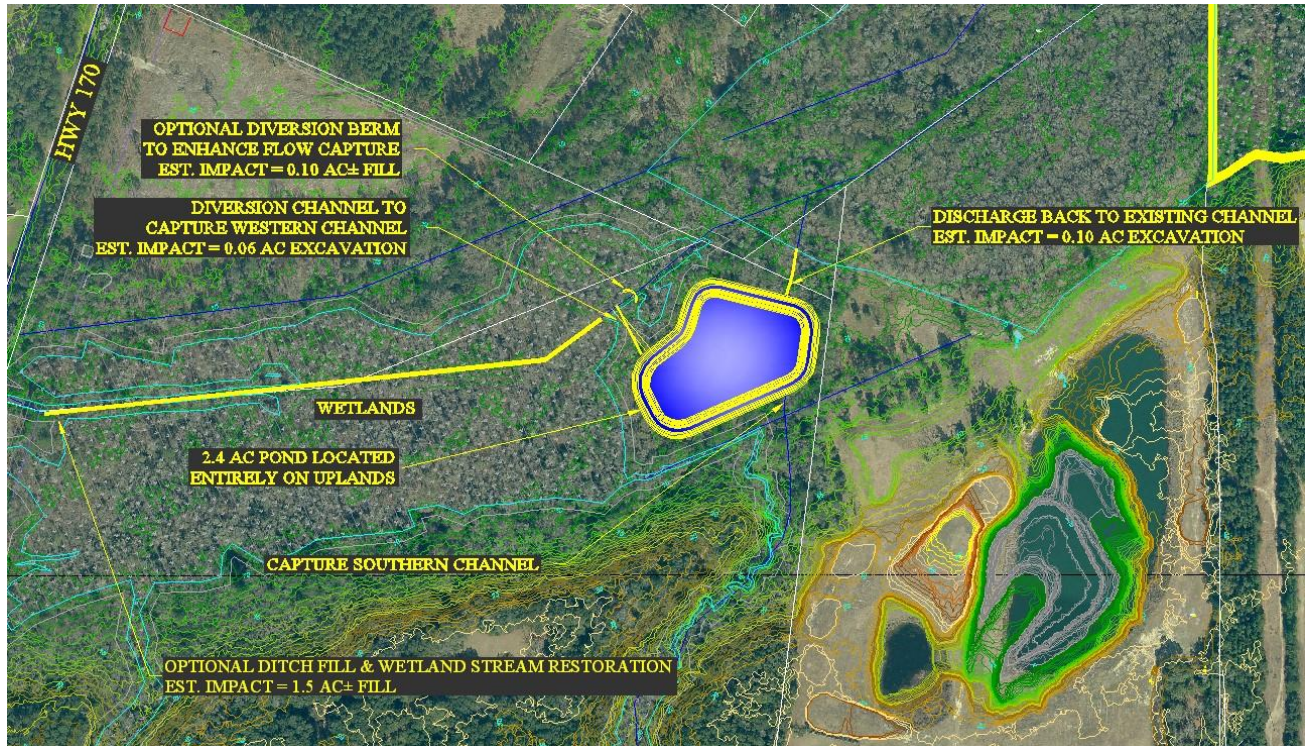 HWY 170
OPTIONAL DIVERSION BERM
TO ENHANCE FLOW CAPTURE
EST. IMPACT = 0.10 AC± FILL
DIVERSION CHANNEL TO
CAPTURE WESTERN CHANNEL
EST. IMPACT = 0.06 AC EXCAVATION
DISCHARGE BACK TO EXISTING CHANNEL
EST. IMPACT = 0.10 AC EXCAVATION
WETLANDS
2.4 AC POND LOCATED
ENTIRELY ON UPLANDS
CAPTURE SOUTHERN CHANNEL
OPTIONAL DITCH FILL & WETLAND STREAM RESTORATION
EST. IMPACT = 1.5 AC± FILL